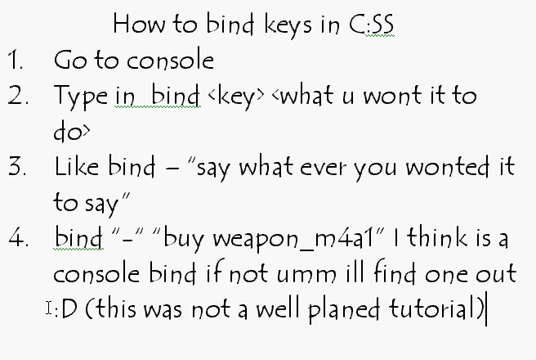 How to bind keys in C:SS
1. Go to console
2. Type in  bind <key> <what u wont it to
do>
3. Like bind – “say what ever you wonted it
to say”
4. bind “-“ “buy weapon_m4a1” I think is a
console bind if not umm ill find one out
:D (this was not a well planed tutorial)